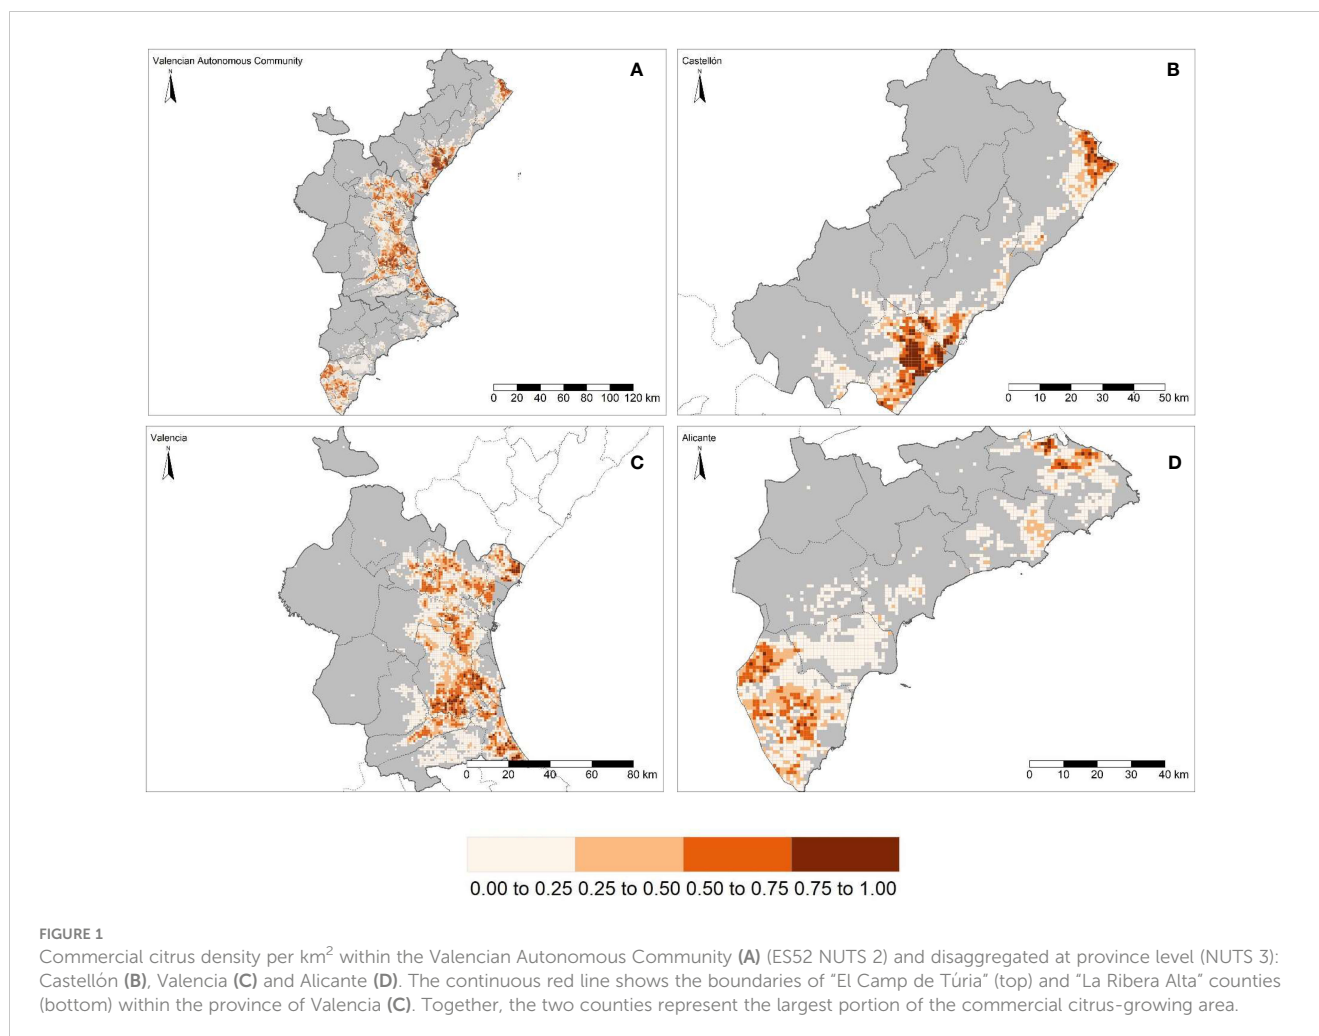 Valencian Autonomous Community
N
A
0 20 40 60 80 100 120 km
Castellón
N
B
0 10 20 30 40 50 km
Valencia
N
C
0 20 40 60 80 km
Alicante
N
D
0 10 20 30 40 km
0.00 to 0.25 0.25 to 0.50 0.50 to 0.75 0.75 to 1.00
FIGURE 1
Commercial citrus density per km² within the Valencian Autonomous Community (A) (ES52 NUTS 2) and disaggregated at province level (NUTS 3):
Castellón (B), Valencia (C) and Alicante (D). The continuous red line shows the boundaries of “El Camp de Túria” (top) and “La Ribera Alta” counties
(bottom) within the province of Valencia (C). Together, the two counties represent the largest portion of the commercial citrus-growing area.